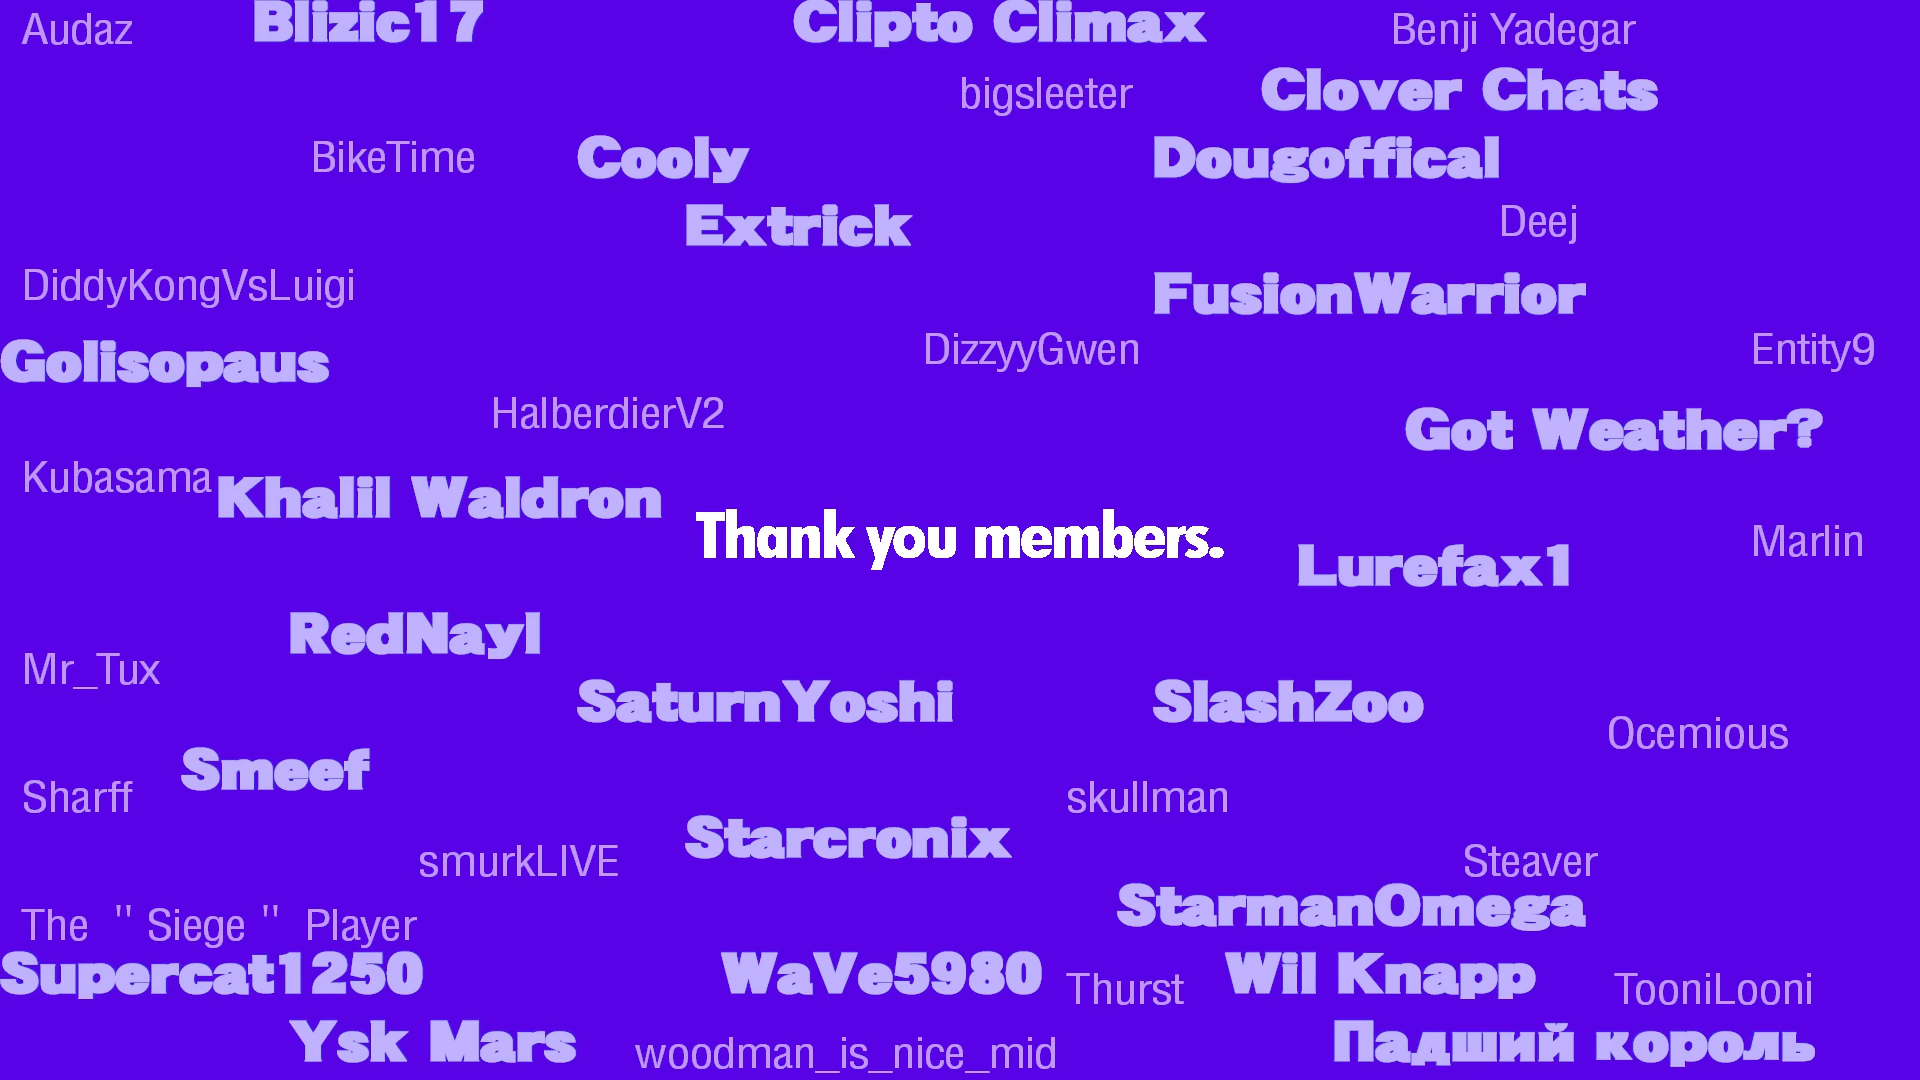 Audaz
Blizic17
Clipto Climax
Benji Yadegar
bigsleeter
Clover Chats
BikeTime
Cooly
Dougoffical
Extrick
Deej
DiddyKongVsLuigi
FusionWarrior
Golisopaus
DizzyyGwen
Entity9
HalberdierV2
Got Weather?
Kubasama
Khalil Waldron
Thank you members.
Marlin
Lurefax1
RedNayl
Mr_Tux
SaturnYoshi
SlashZoo
Ocemious
Smeef
Sharff
skullman
Starcronix
smurkLIVE
Steaver
StarmanOmega
The " Siege " Player
Supercat1250
WaVe5980
Thurst
Wil Knapp
TooniLooni
Ysk Mars
woodman_is_nice_mid
Падший король